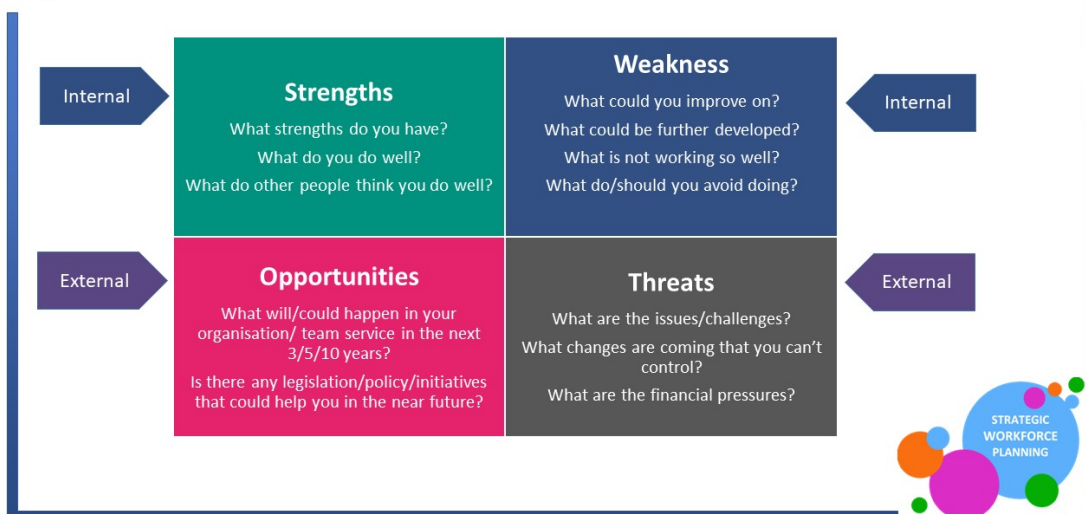 Internal
Strengths
What strengths do you have?
What do you do well?
What do other people think you do well?
Weakness
What could you improve on?
What could be further developed?
What is not working so well?
What do/should you avoid doing?
Internal
External
Opportunities
What will/could happen in your
organisation/ team service in the next
3/5/10 years?
Is there any legislation/policy/initiatives
that could help you in the near future?
Threats
What are the issues/challenges?
What changes are coming that you can’t
control?
What are the financial pressures?
External
STRATEGIC
WORKFORCE
PLANNING